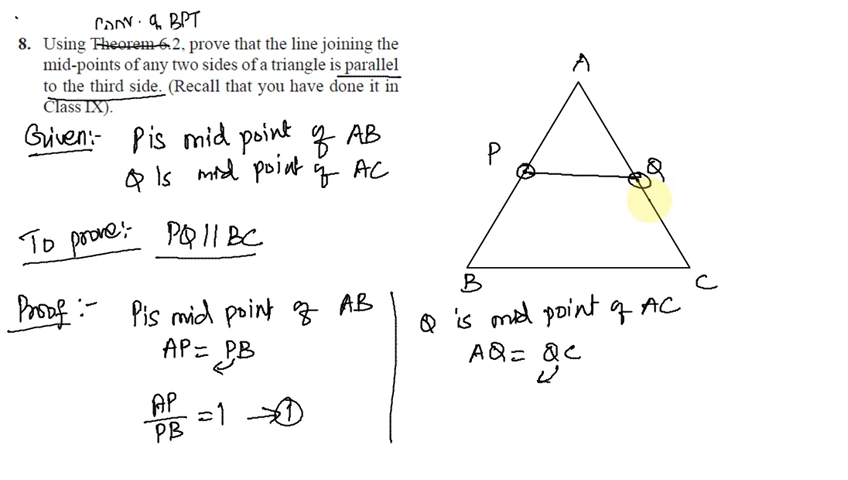 conv. of BPT
8. Using Theorem 6.2, prove that the line joining the
mid-points of any two sides of a triangle is parallel
to the third side. (Recall that you have done it in
Class IX).
Given:- P is mid point of AB
Q is mid point of AC
To prove:- PQ || BC
Proof:- P is mid point of AB
AP = PB
AP/PB = 1 → ①
Q is mid point of AC
AQ = QC
A
P
Q
B
C